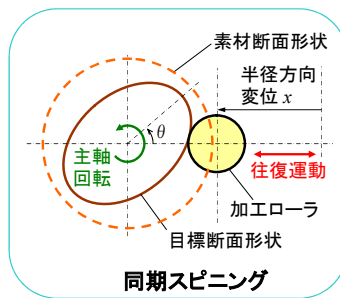 素材断面形状
半径方向
変位 x
θ
主軸
回転
往復運動
加工ローラ
目標断面形状
同期スピニング